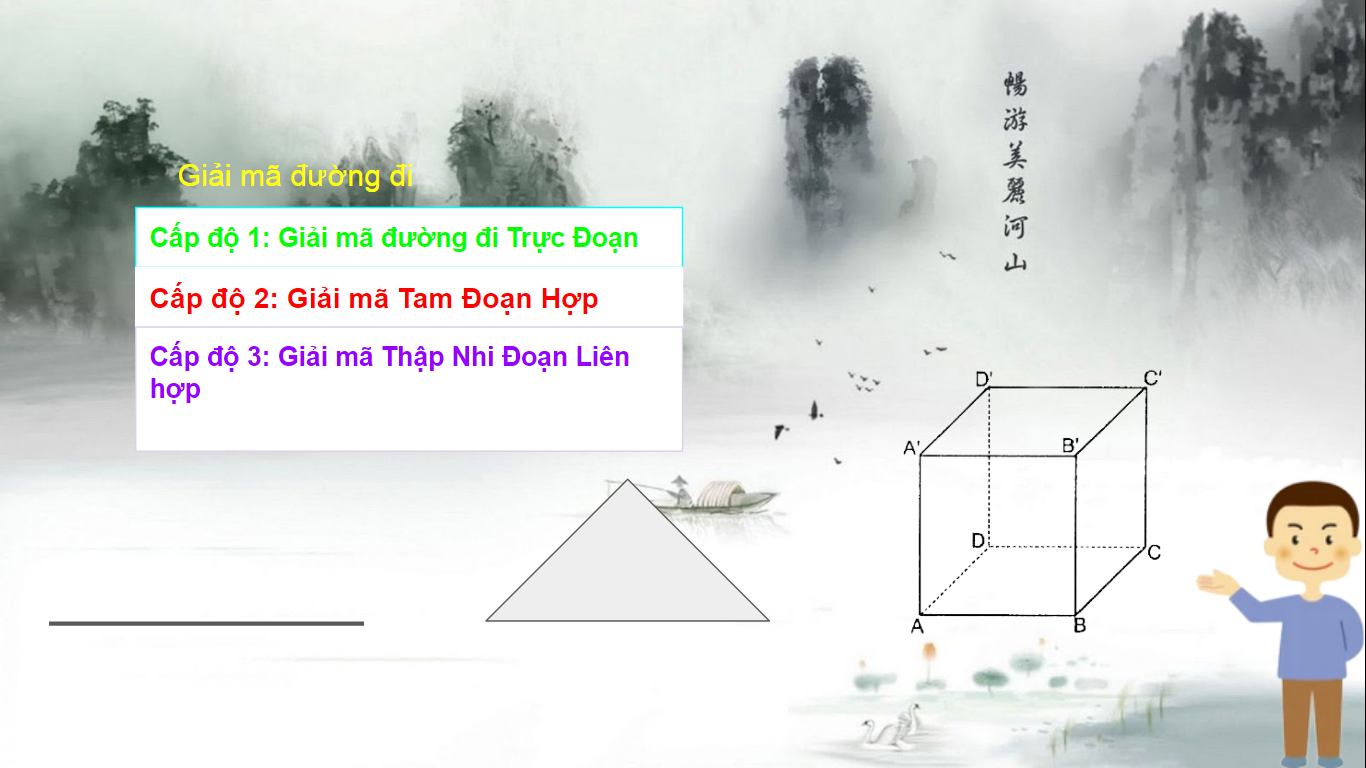 Giải mã đường đi
Cấp độ 1: Giải mã đường đi Trực Đoạn
Cấp độ 2: Giải mã Tam Đoạn Hợp
Cấp độ 3: Giải mã Thập Nhi Đoạn Liên
hợp
暢游美麗河山
D' C'
A' B'
D C
A B